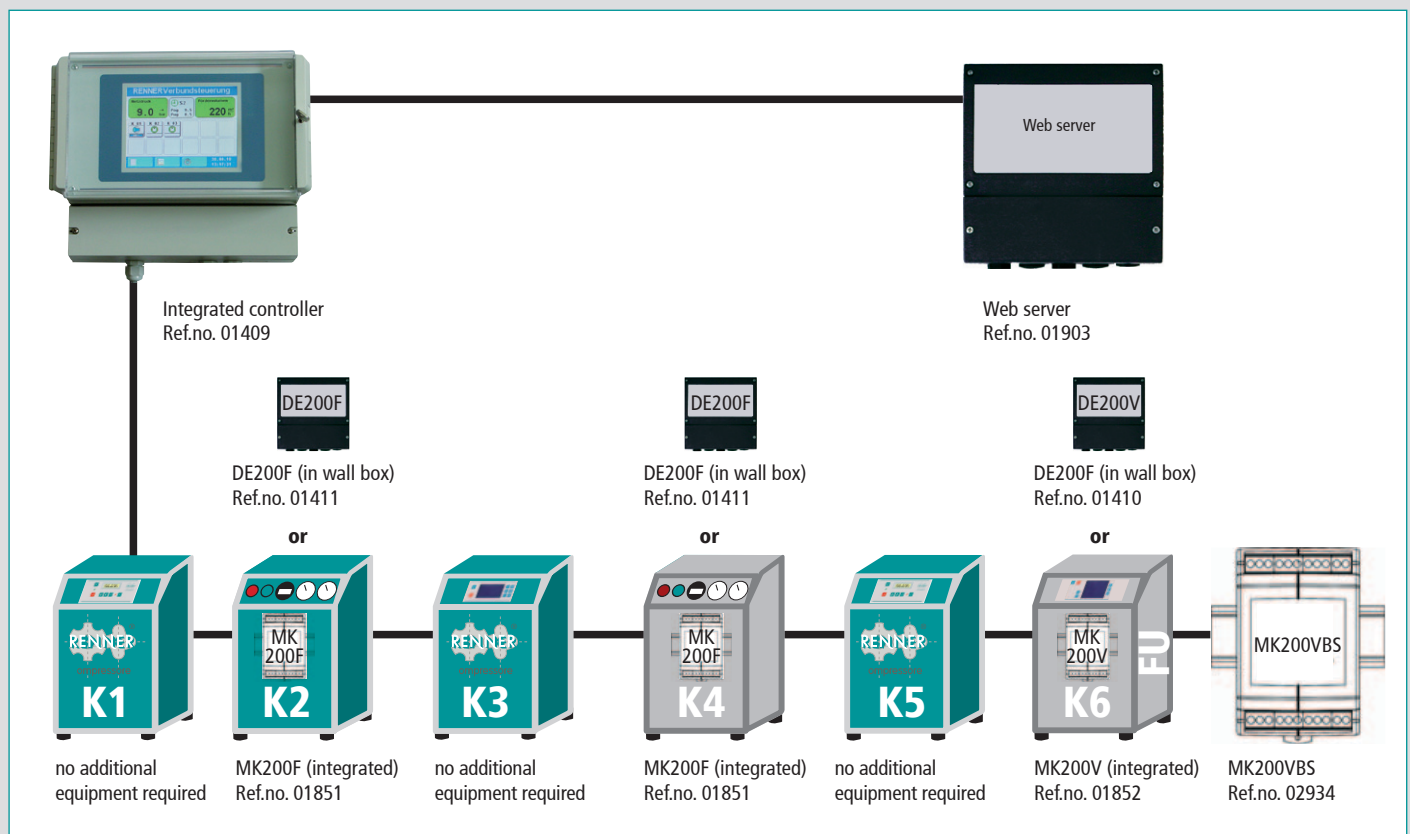 RENNER Verbundsteuerung
9.0
220
Web server
Integrated controller
Ref.no. 01409
Web server
Ref.no. 01903
DE200F
DE200F
DE200V
DE200F (in wall box)
Ref.no. 01411
DE200F (in wall box)
Ref.no. 01411
DE200F (in wall box)
Ref.no. 01410
or
or
or
RENNER
K1
MK
200F
K2
RENNER
K3
MK
200F
K4
RENNER
K5
MK
200V
FU
K6
MK200VBS
no additional
equipment required
MK200F (integrated)
Ref.no. 01851
no additional
equipment required
MK200F (integrated)
Ref.no. 01851
no additional
equipment required
MK200V (integrated)
Ref.no. 01852
MK200VBS
Ref.no. 02934